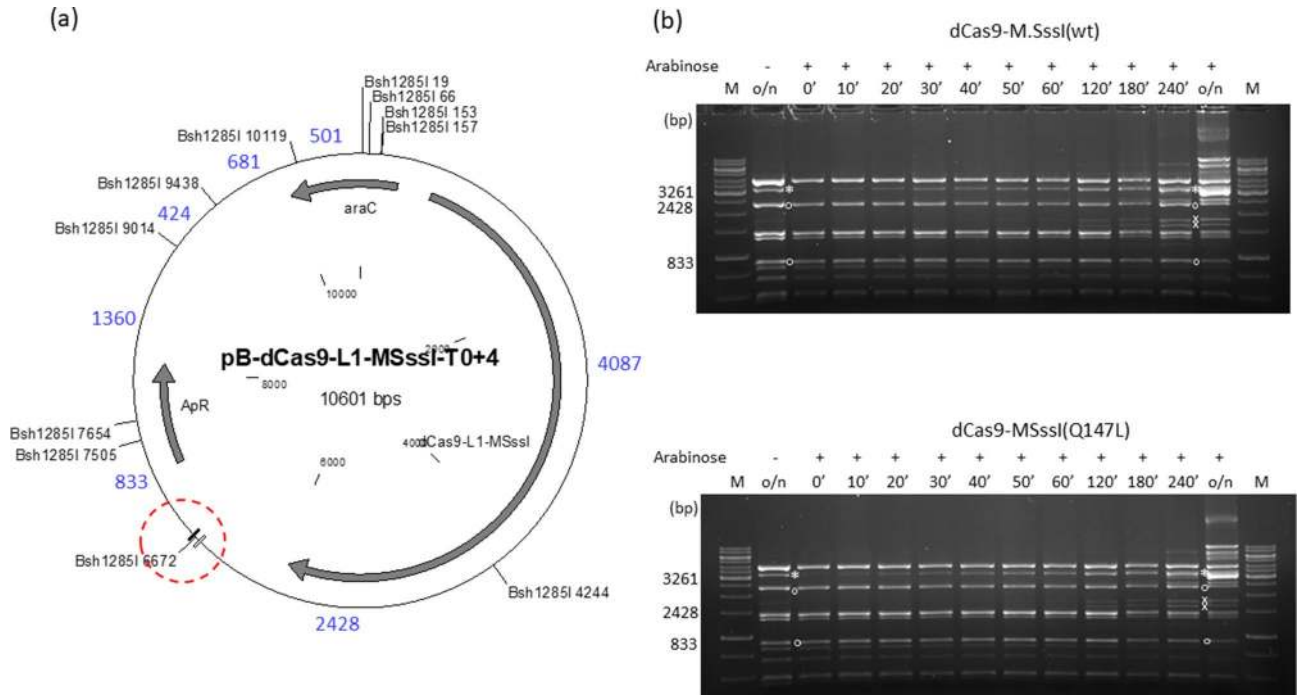 (a)
Bsh1285I 19
Bsh1285I 66
Bsh1285I 153
Bsh1285I 157
Bsh1285I 10119
501
681
Bsh1285I 9438
424
Bsh1285I 9014
araC
10000
1360
pB-dCas9-L1-MSssI-T0+4
2000
4087
8000
10601 bps
ApR
Bsh1285I 7654
Bsh1285I 7505
4000
dCas9-L1-MSssI
6000
833
Bsh1285I 6672
Bsh1285I 4244
2428
(b)
dCas9-M.SssI(wt)
Arabinose - + + + + + + + + + + +
M o/n 0' 10' 20' 30' 40' 50' 60' 120' 180' 240' o/n M
(bp)
3261
2428
833
dCas9-MSssI(Q147L)
Arabinose - + + + + + + + + + + +
M o/n 0' 10' 20' 30' 40' 50' 60' 120' 180' 240' o/n M
(bp)
3261
2428
833